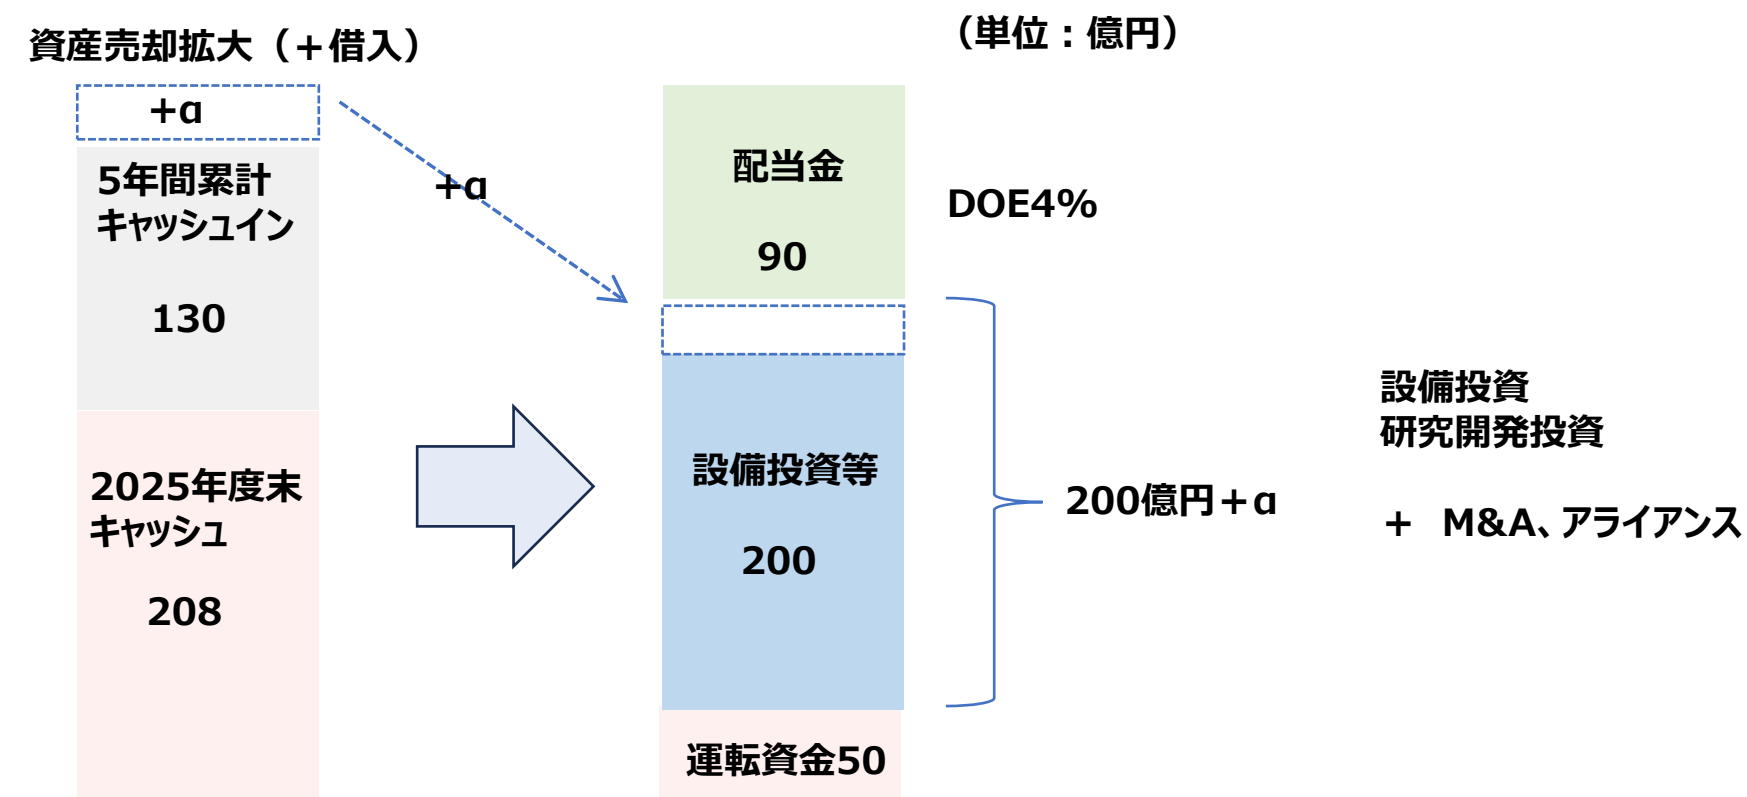 資産売却拡大（＋借入）
（単位：億円）
+α
5年間累計
キャッシュイン
130
2025年度末
キャッシュ
208
+α
配当金
90
DOE4%
設備投資等
200
運転資金50
200億円＋α
設備投資
研究開発投資
＋ M&A、アライアンス